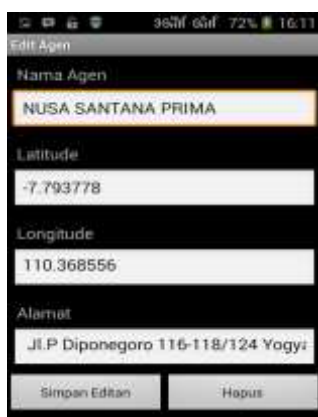 72% 16:11
Edit Agen
Nama Agen
NUSA SANTANA PRIMA
Latitude
-7.793778
Longitude
110.368556
Alamat
Jl.P Diponegoro 116-118/124 Yogy
Simpan Editan Hapus